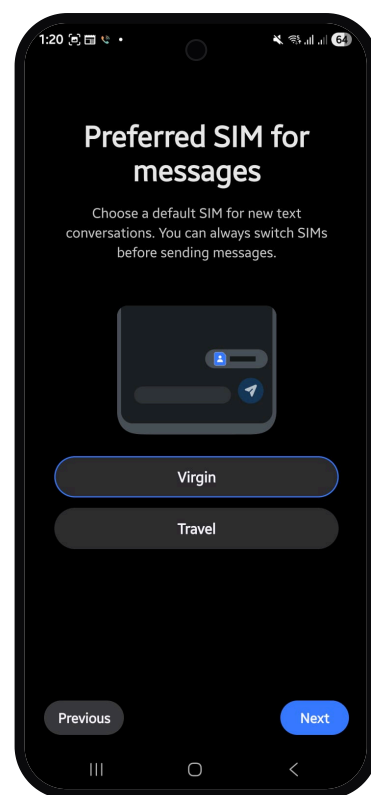 1:20
64
Preferred SIM for
messages
Choose a default SIM for new text
conversations. You can always switch SIMs
before sending messages.
Virgin
Travel
Previous
Next